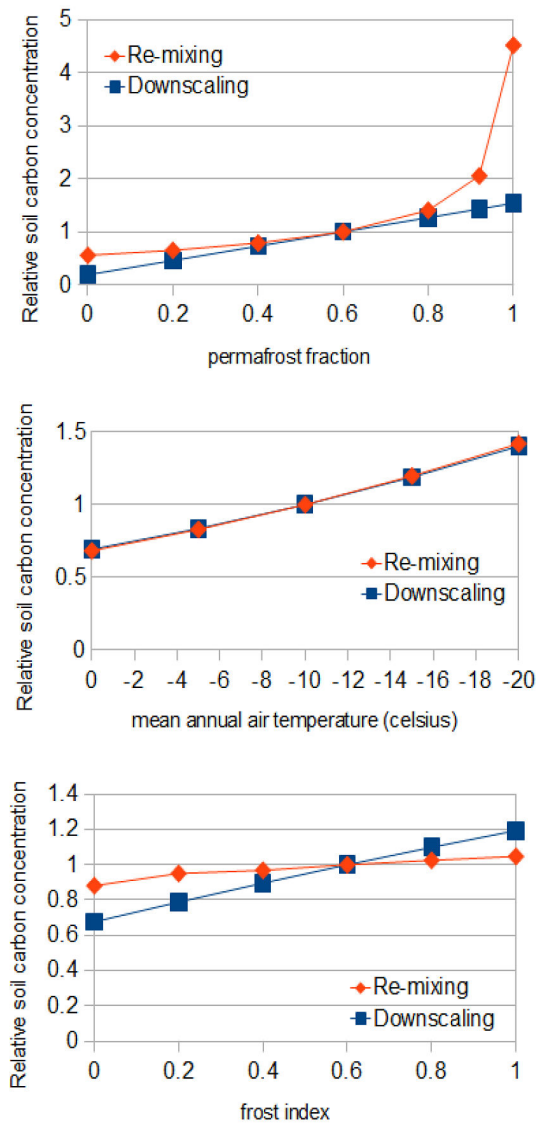 Relative soil carbon concentration
5
4
3
2
1
0
Re-mixing
Downscaling
0 0.2 0.4 0.6 0.8 1
permafrost fraction
Relative soil carbon concentration
1.5
1
0.5
0
Re-mixing
Downscaling
0 -2 -4 -6 -8 -10 -12 -14 -16 -18 -20
mean annual air temperature (celsius)
Relative soil carbon concentration
1.4
1.2
1
0.8
0.6
0.4
0.2
0
Re-mixing
Downscaling
0 0.2 0.4 0.6 0.8 1
frost index